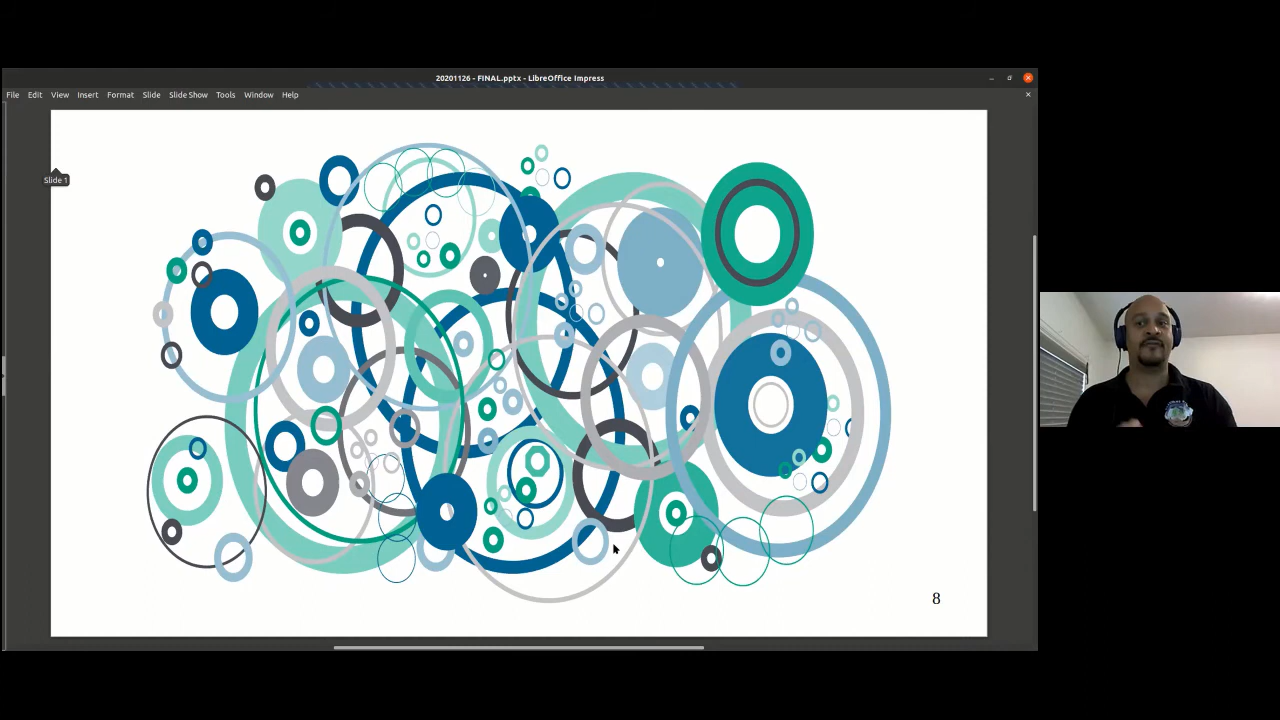 20201126 - FINAL.pptx - LibreOffice Impress
File Edit View Insert Format Slide Slide Show Tools Window Help
Slide 1
8